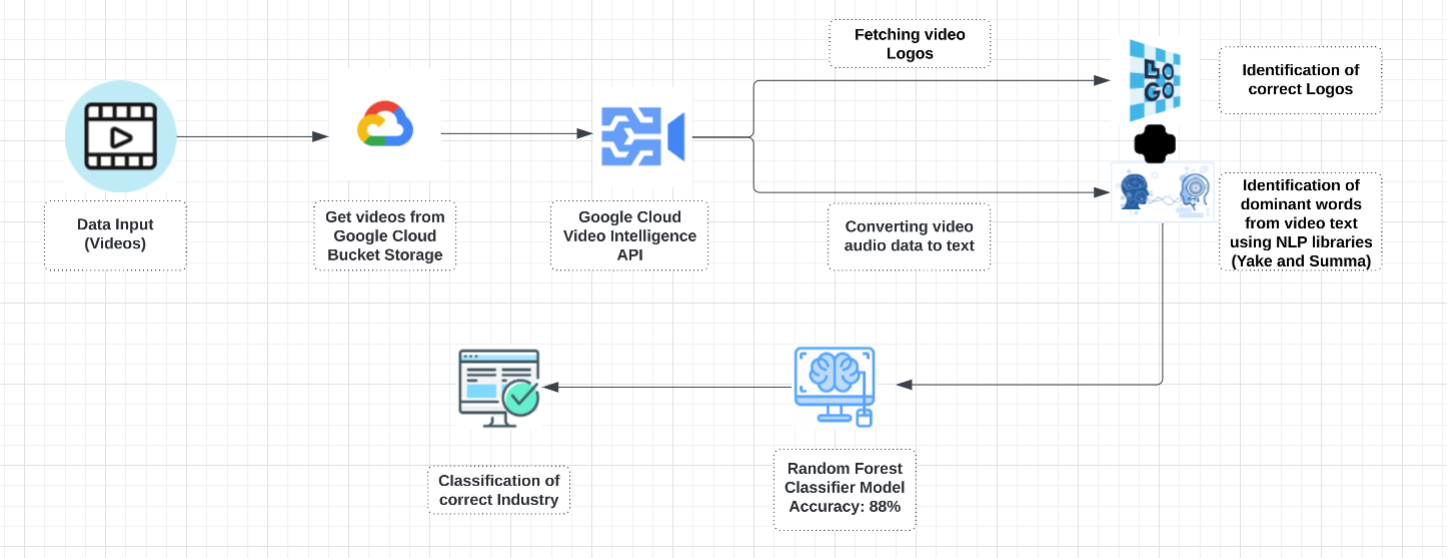 Fetching video
Logos
LO
GO
Identification of
correct Logos
Data Input
(Videos)
Get videos from
Google Cloud
Bucket Storage
Google Cloud
Video Intelligence
API
Converting video
audio data to text
Identification of
dominant words
from video text
using NLP libraries
(Yake and Summa)
Classification of
correct Industry
Random Forest
Classifier Model
Accuracy: 88%